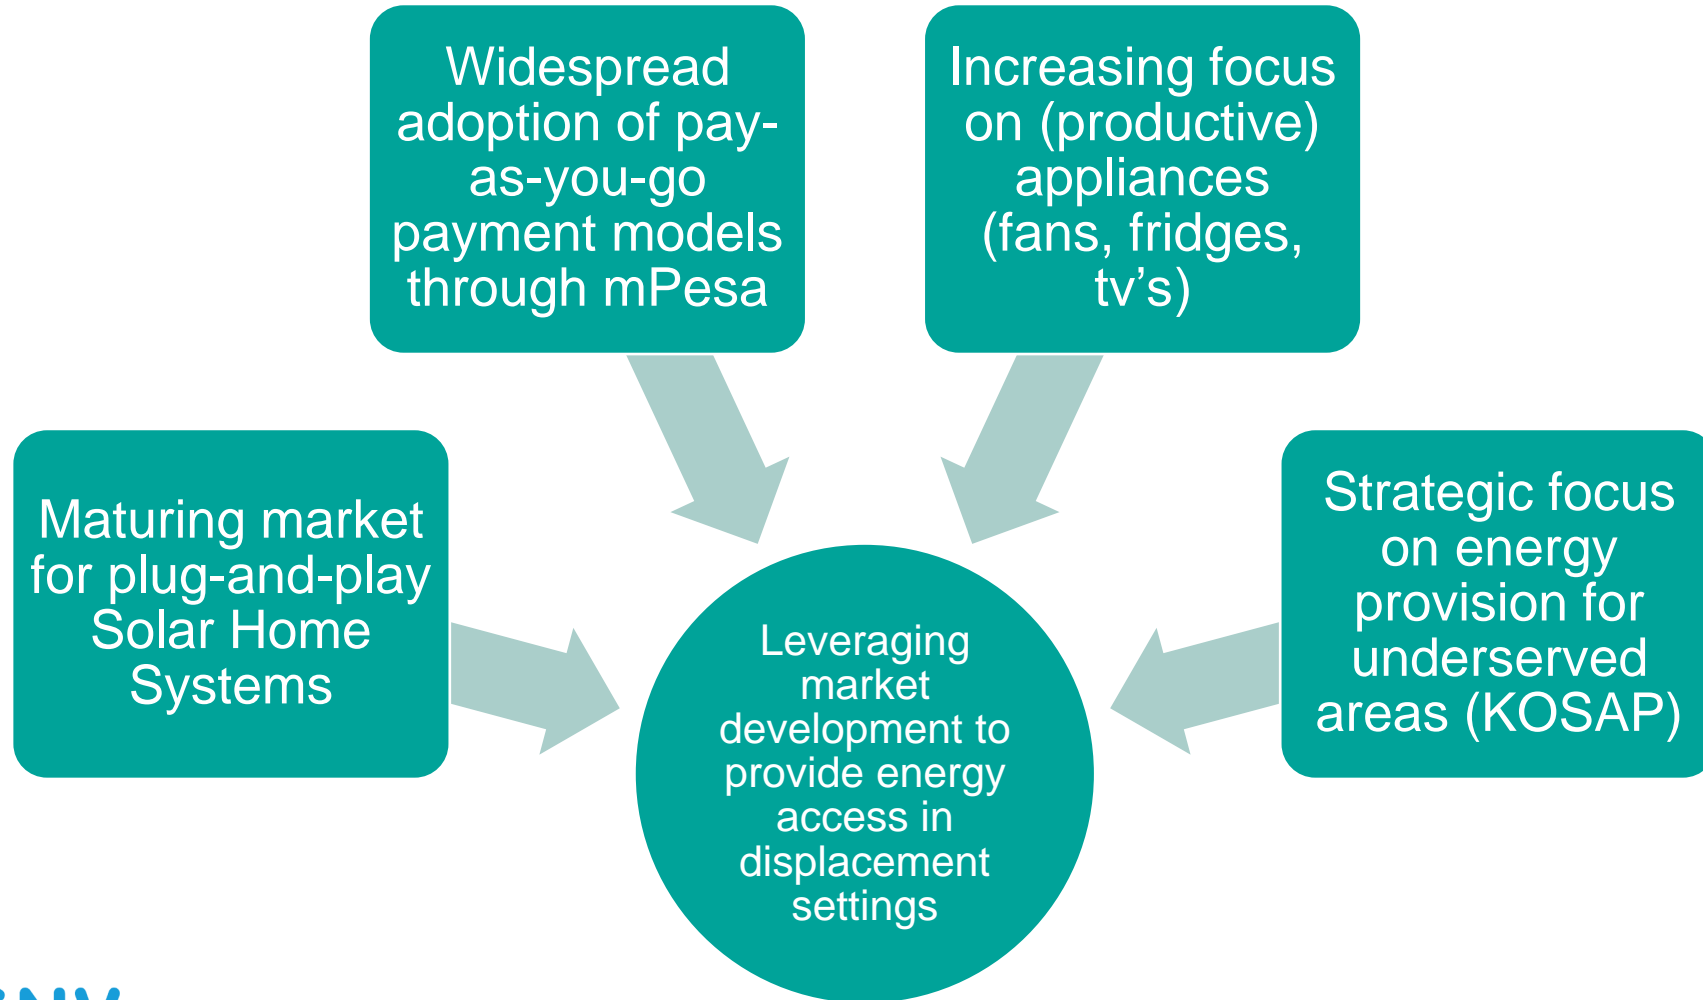 Widespread
adoption of pay-
as-you-go
payment models
through mPesa
Increasing focus
on (productive)
appliances
(fans, fridges,
tv’s)
Maturing market
for plug-and-play
Solar Home
Systems
Strategic focus
on energy
provision for
underserved
areas (KOSAP)
Leveraging
market
development to
provide energy
access in
displacement
settings